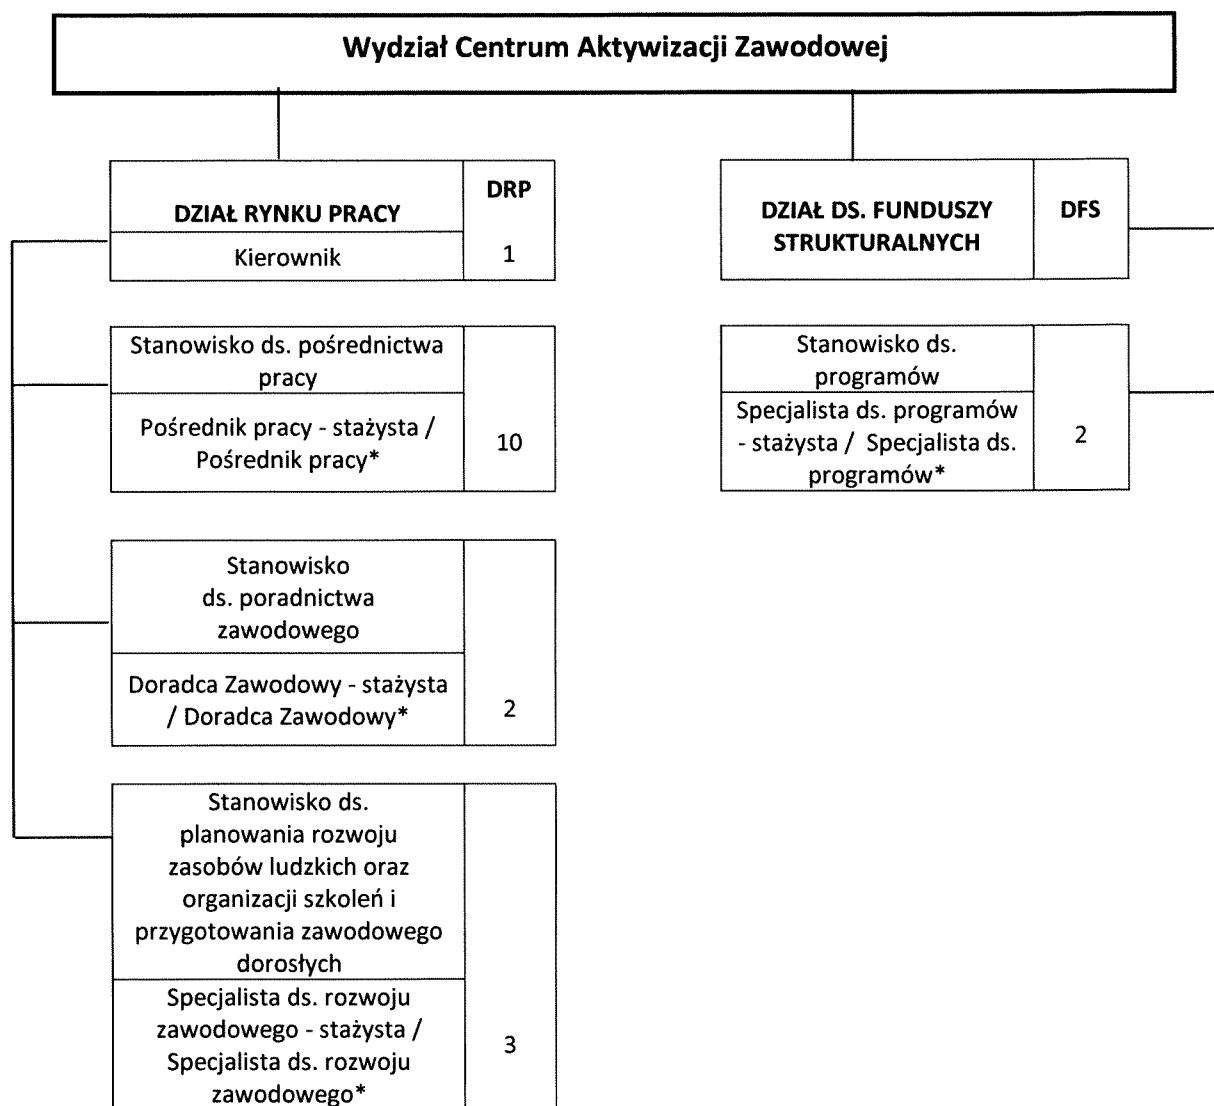 Wydział Centrum Aktywizacji Zawodowej
DZIAŁ RYNKU PRACY
DRP
Kierownik
1
Stanowisko ds. pośrednictwa
pracy
Pośrednik pracy - stażysta /
Pośrednik pracy*
10
Stanowisko
ds. poradnictwa
zawodowego
Doradca Zawodowy - stażysta
/ Doradca Zawodowy*
2
Stanowisko ds.
planowania rozwoju
zasobów ludzkich oraz
organizacji szkoleń i
przygotowania zawodowego
dorosłych
Specjalista ds. rozwoju
zawodowego - stażysta /
Specjalista ds. rozwoju
zawodowego*
3
DZIAŁ DS. FUNDUSZY
STRUKTURALNYCH
DFS
Stanowisko ds.
programów
Specjalista ds. programów
- stażysta / Specjalista ds.
programów*
2